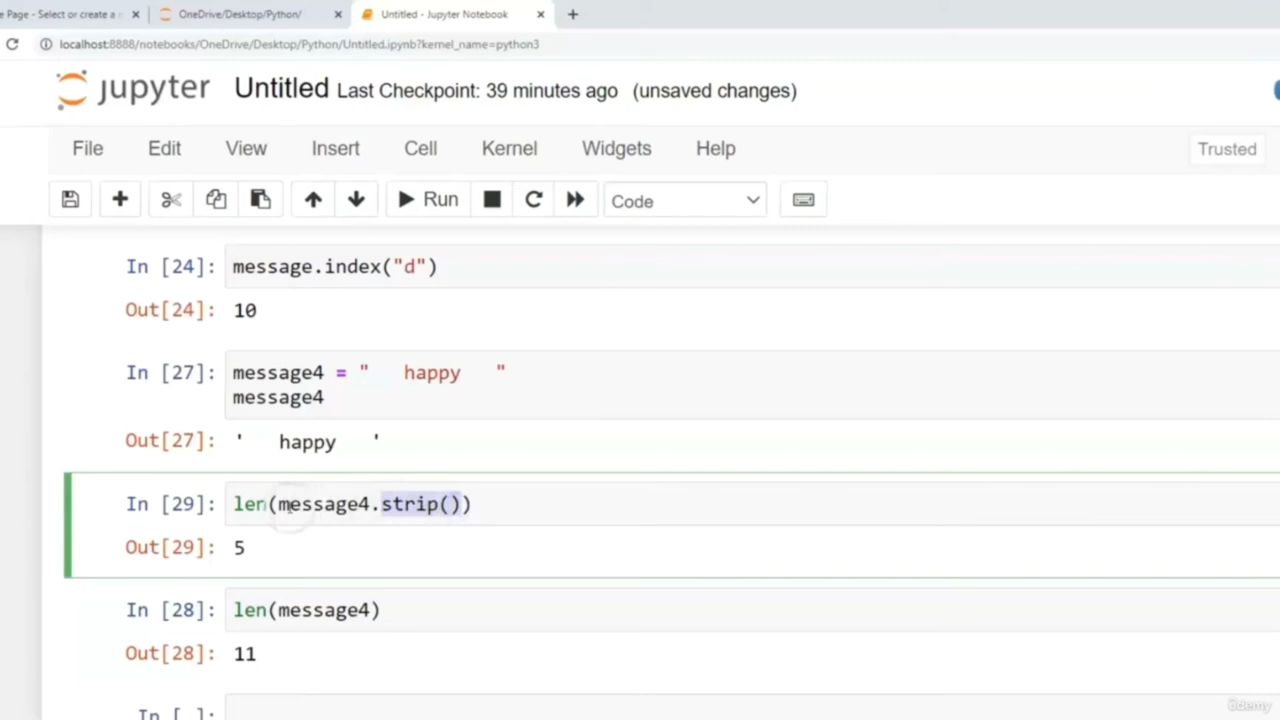 e Page - Select or create a n
OneDrive/Desktop/Python/
Untitled - Jupyter Notebook
localhost:8888/notebooks/OneDrive/Desktop/Python/Untitled.ipynb?kernel_name=python3
jupyter Untitled Last Checkpoint: 39 minutes ago (unsaved changes)
File Edit View Insert Cell Kernel Widgets Help Trusted
Run Code
In [24]: message.index("d")
Out[24]: 10
In [27]: message4 = "   happy   "
message4
Out[27]: '   happy   '
In [29]: len(message4.strip())
Out[29]: 5
In [28]: len(message4)
Out[28]: 11
In [ ]:
ûdemy